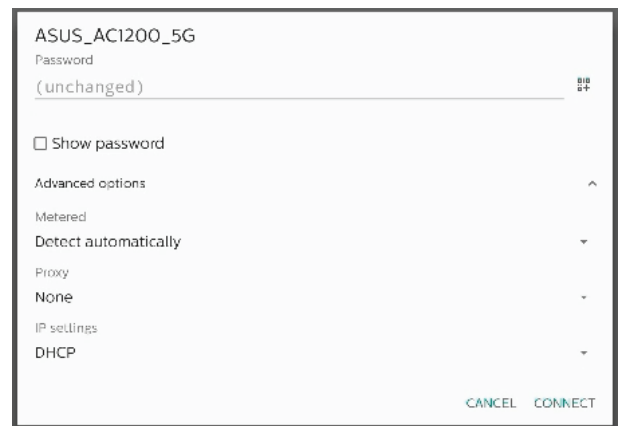 ASUS_AC1200_5G
Password
(unchanged)
Show password
Advanced options
Metered
Detect automatically
Proxy
None
IP settings
DHCP
CANCEL CONNECT